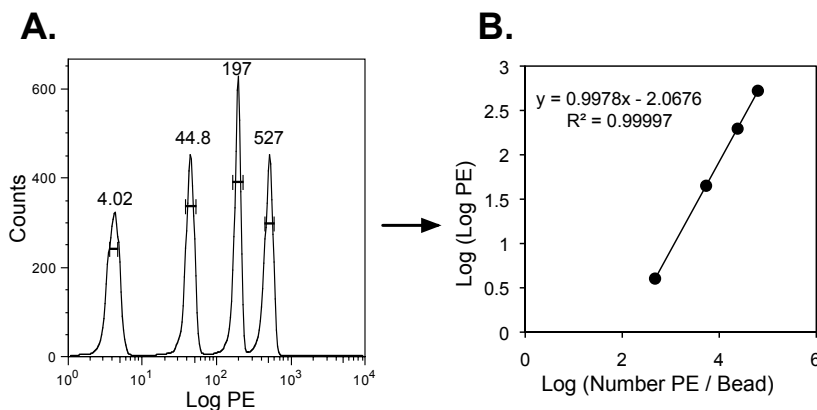 A.
197
44.8
527
4.02
600
400
200
0
Counts
10⁰ 10¹ 10² 10³ 10⁴
Log PE
B.
y = 0.9978x - 2.0676
R² = 0.99997
3
2.5
2
1.5
1
0.5
0
Log (Log PE)
0 2 4 6
Log (Number PE / Bead)